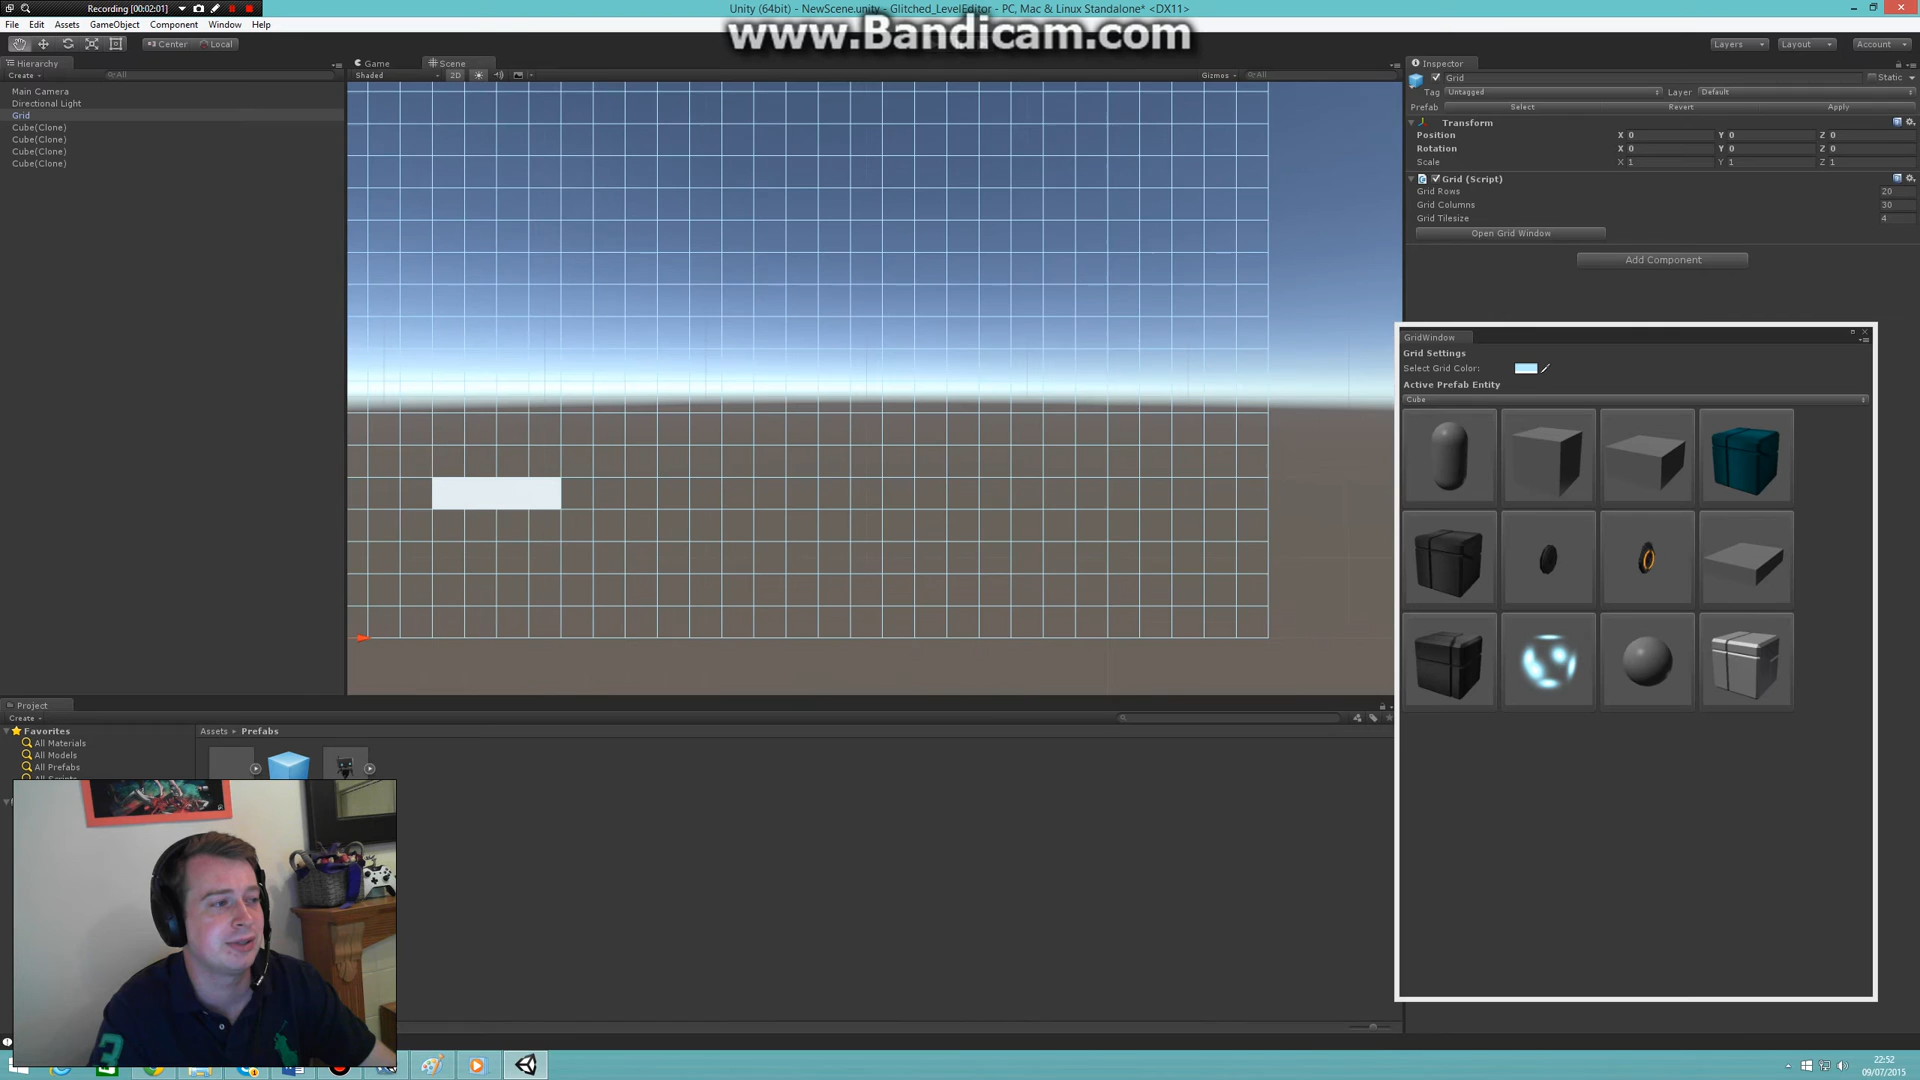 Recording [00:02:01]
Unity (64bit) - NewScene.unity - Glitched_LevelEditor - PC, Mac & Linux Standalone* <DX11>
www.Bandicam.com
File Edit Assets GameObject Component Window Help
Center Local
Layers Layout Account
Hierarchy
Create All
Main Camera
Directional Light
Grid
Cube(Clone)
Cube(Clone)
Cube(Clone)
Cube(Clone)
Game Scene
Shaded 2D Gizmos All
Inspector
Grid Static
Tag Untagged Layer Default
Prefab Select Revert Apply
Transform
Position X 0 Y 0 Z 0
Rotation X 0 Y 0 Z 0
Scale X 1 Y 1 Z 1
Grid (Script)
Grid Rows 20
Grid Columns 30
Grid Tilesize 4
Open Grid Window
Add Component
GridWindow
Grid Settings
Select Grid Color:
Active Prefab Entity
Cube
Project
Create
Favorites
All Materials
All Models
All Prefabs
Assets Prefabs
3
22:52
09/07/2015